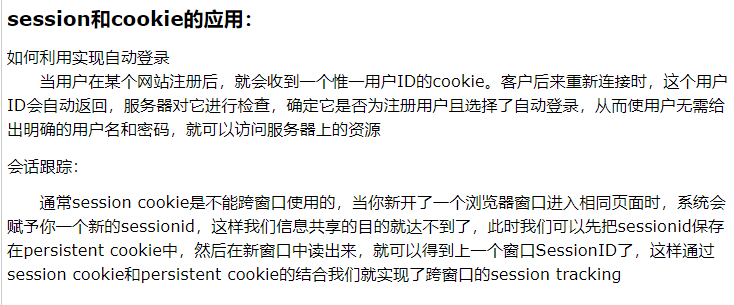 session和cookie的应用：
如何利用实现自动登录
当用户在某个网站注册后，就会收到一个惟一用户ID的cookie。客户后来重新连接时，这个用户
ID会自动返回，服务器对它进行检查，确定它是否为注册用户且选择了自动登录，从而使用户无需给
出明确的用户名和密码，就可以访问服务器上的资源
会话跟踪：
通常session cookie是不能跨窗口使用的，当你新开了一个浏览器窗口进入相同页面时，系统会
赋予你一个新的sessionid，这样我们信息共享的目的就达不到了，此时我们可以先把sessionid保存
在persistent cookie中，然后在新窗口中读出来，就可以得到上一个窗口SessionID了，这样通过
session cookie和persistent cookie的结合我们就实现了跨窗口的session tracking